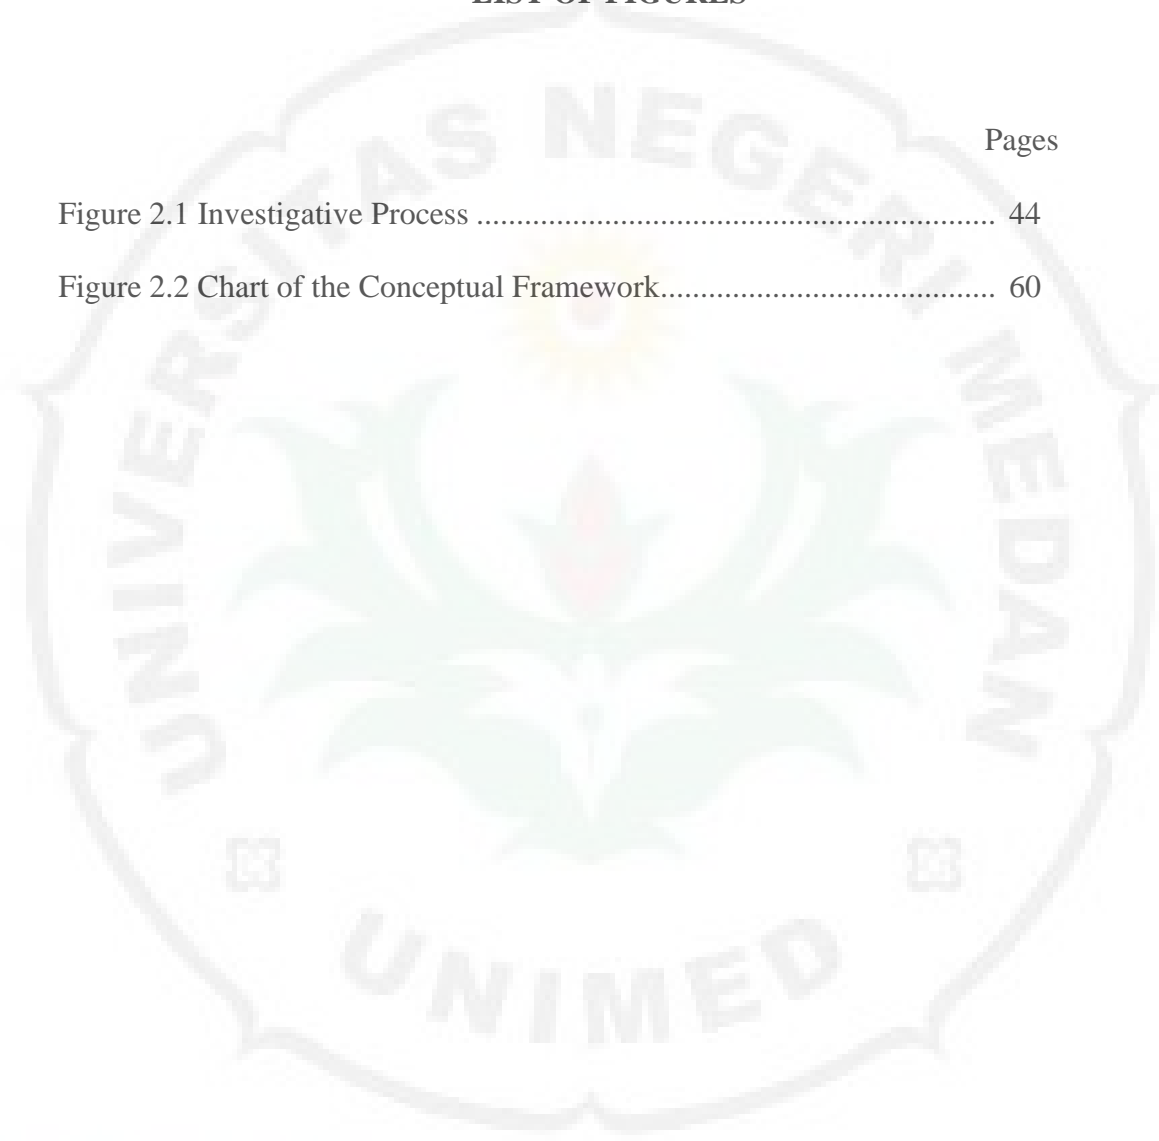 LIST OF FIGURES
Pages
Figure 2.1 Investigative Process ................................................................ 44
Figure 2.2 Chart of the Conceptual Framework......................................... 60
UNIVERSITAS NEGERI MEDAN
UNIMED